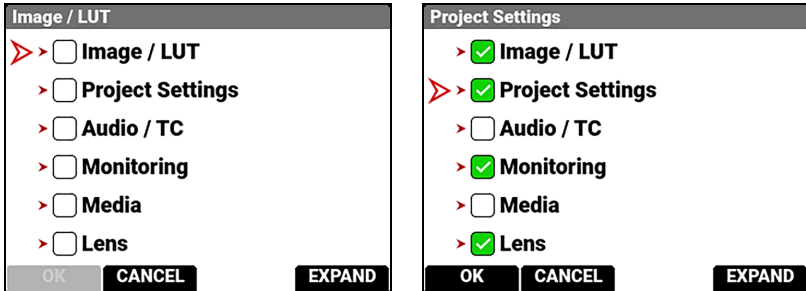 Image / LUT
Image / LUT
Project Settings
Audio / TC
Monitoring
Media
Lens
OK CANCEL EXPAND
Project Settings
Image / LUT
Project Settings
Audio / TC
Monitoring
Media
Lens
OK CANCEL EXPAND